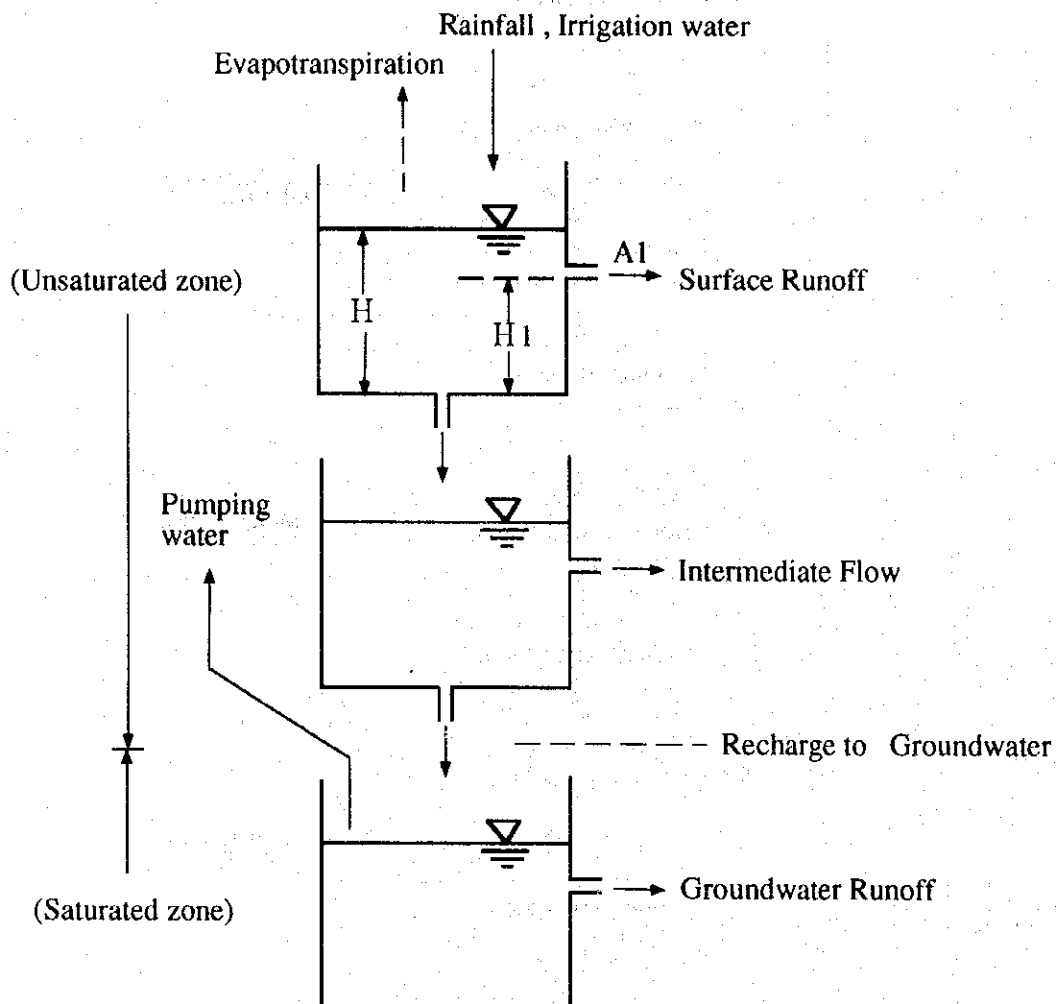 Rainfall , Irrigation water
Evapotranspiration
A1
(Unsaturated zone)
Surface Runoff
H
H1
Pumping
water
Intermediate Flow
Recharge to Groundwater
Groundwater Runoff
(Saturated zone)